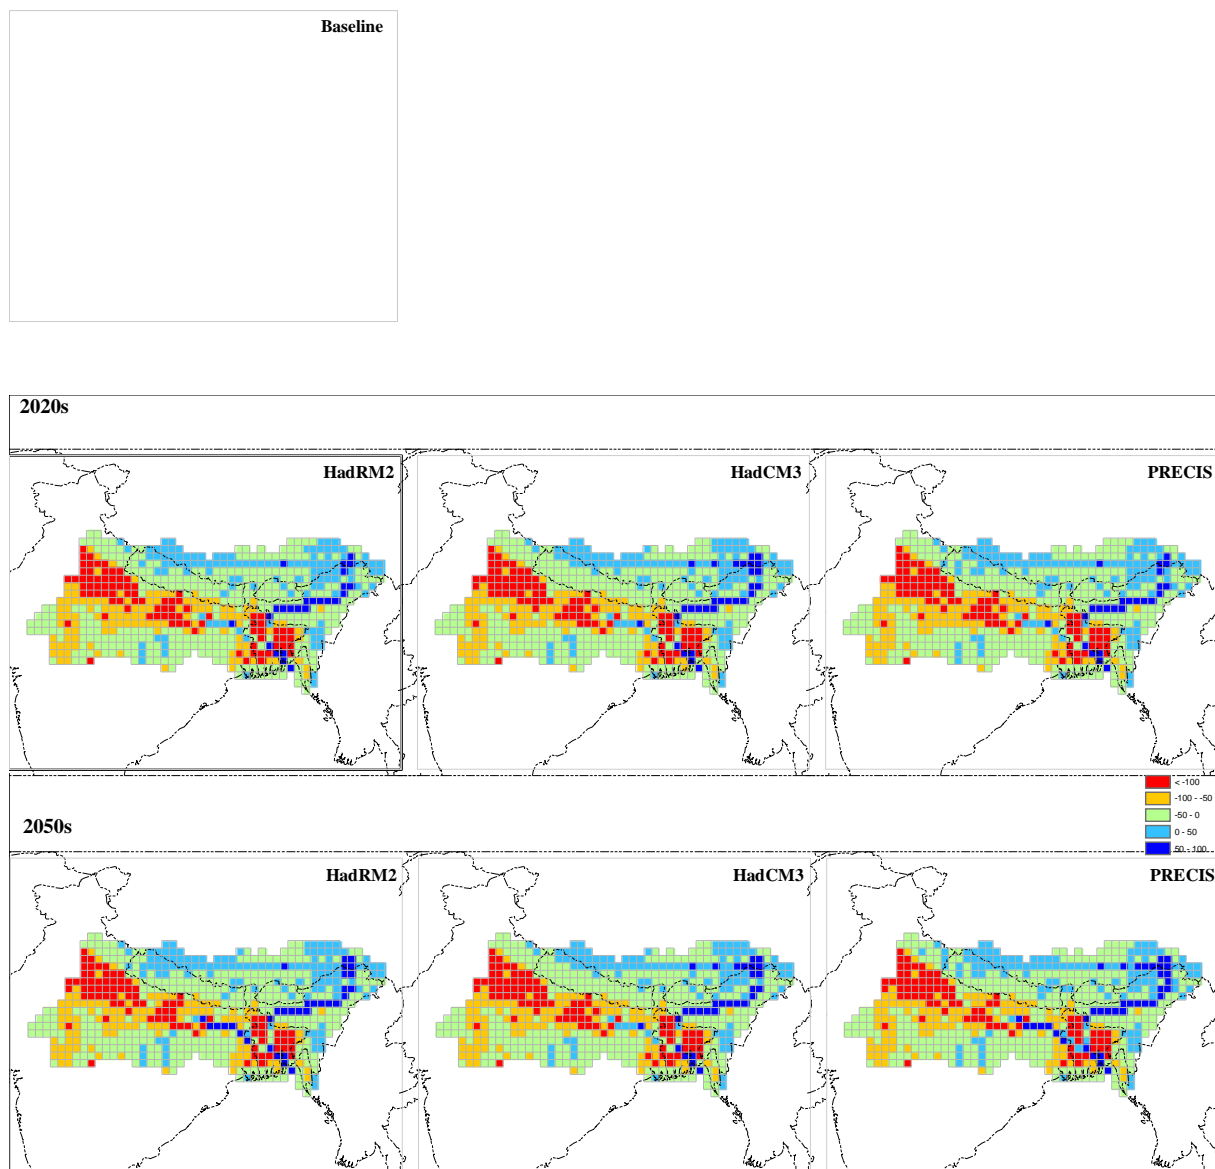 Baseline
2020s
HadRM2
HadCM3
PRECIS
< -100
-100 - -50
-50 - 0
0 - 50
50 - 100
2050s
HadRM2
HadCM3
PRECIS